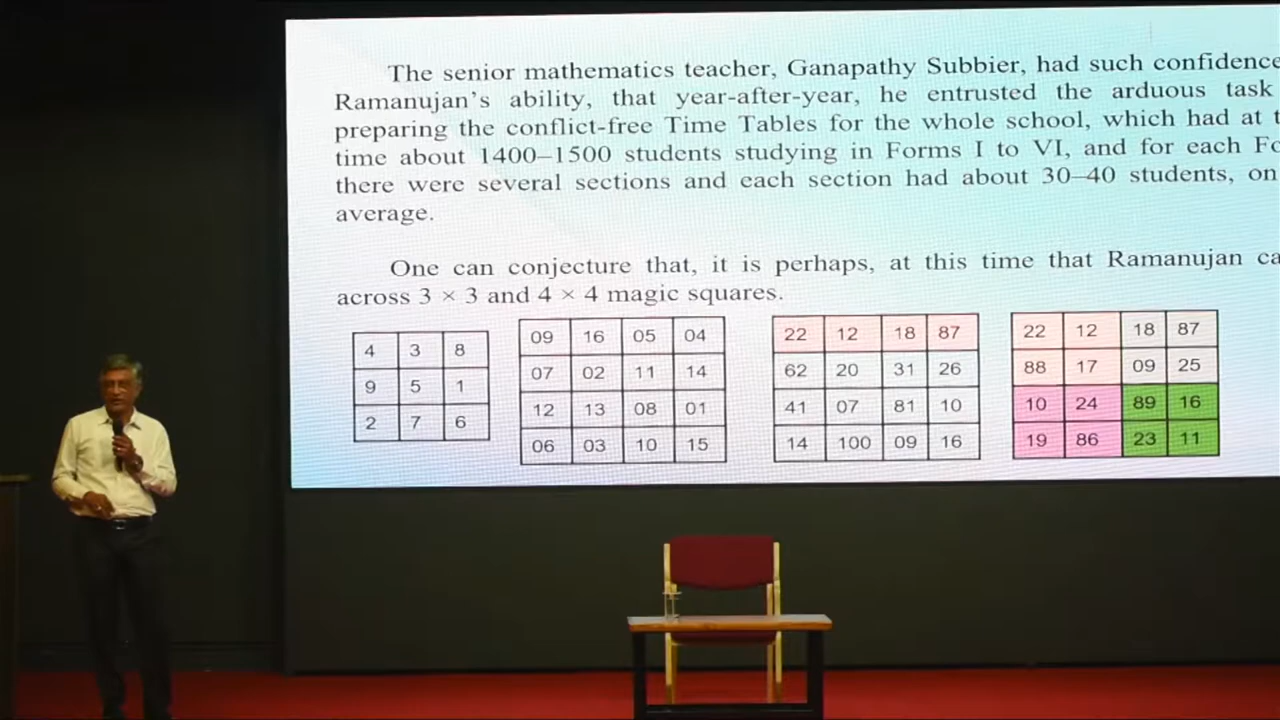 The senior mathematics teacher, Ganapathy Subbier, had such confidence
Ramanujan's ability, that year-after-year, he entrusted the arduous task
preparing the conflict-free Time Tables for the whole school, which had at
time about 1400–1500 students studying in Forms I to VI, and for each
there were several sections and each section had about 30–40 students, on
average.
One can conjecture that, it is perhaps, at this time that Ramanujan
across 3 × 3 and 4 × 4 magic squares.
4 3 8
9 5 1
2 7 6
09 16 05 04
07 02 11 14
12 13 08 01
06 03 10 15
22 12 18 87
62 20 31 26
41 07 81 10
14 100 09 16
22 12 18 87
88 17 09 25
10 24 89 16
19 86 23 11